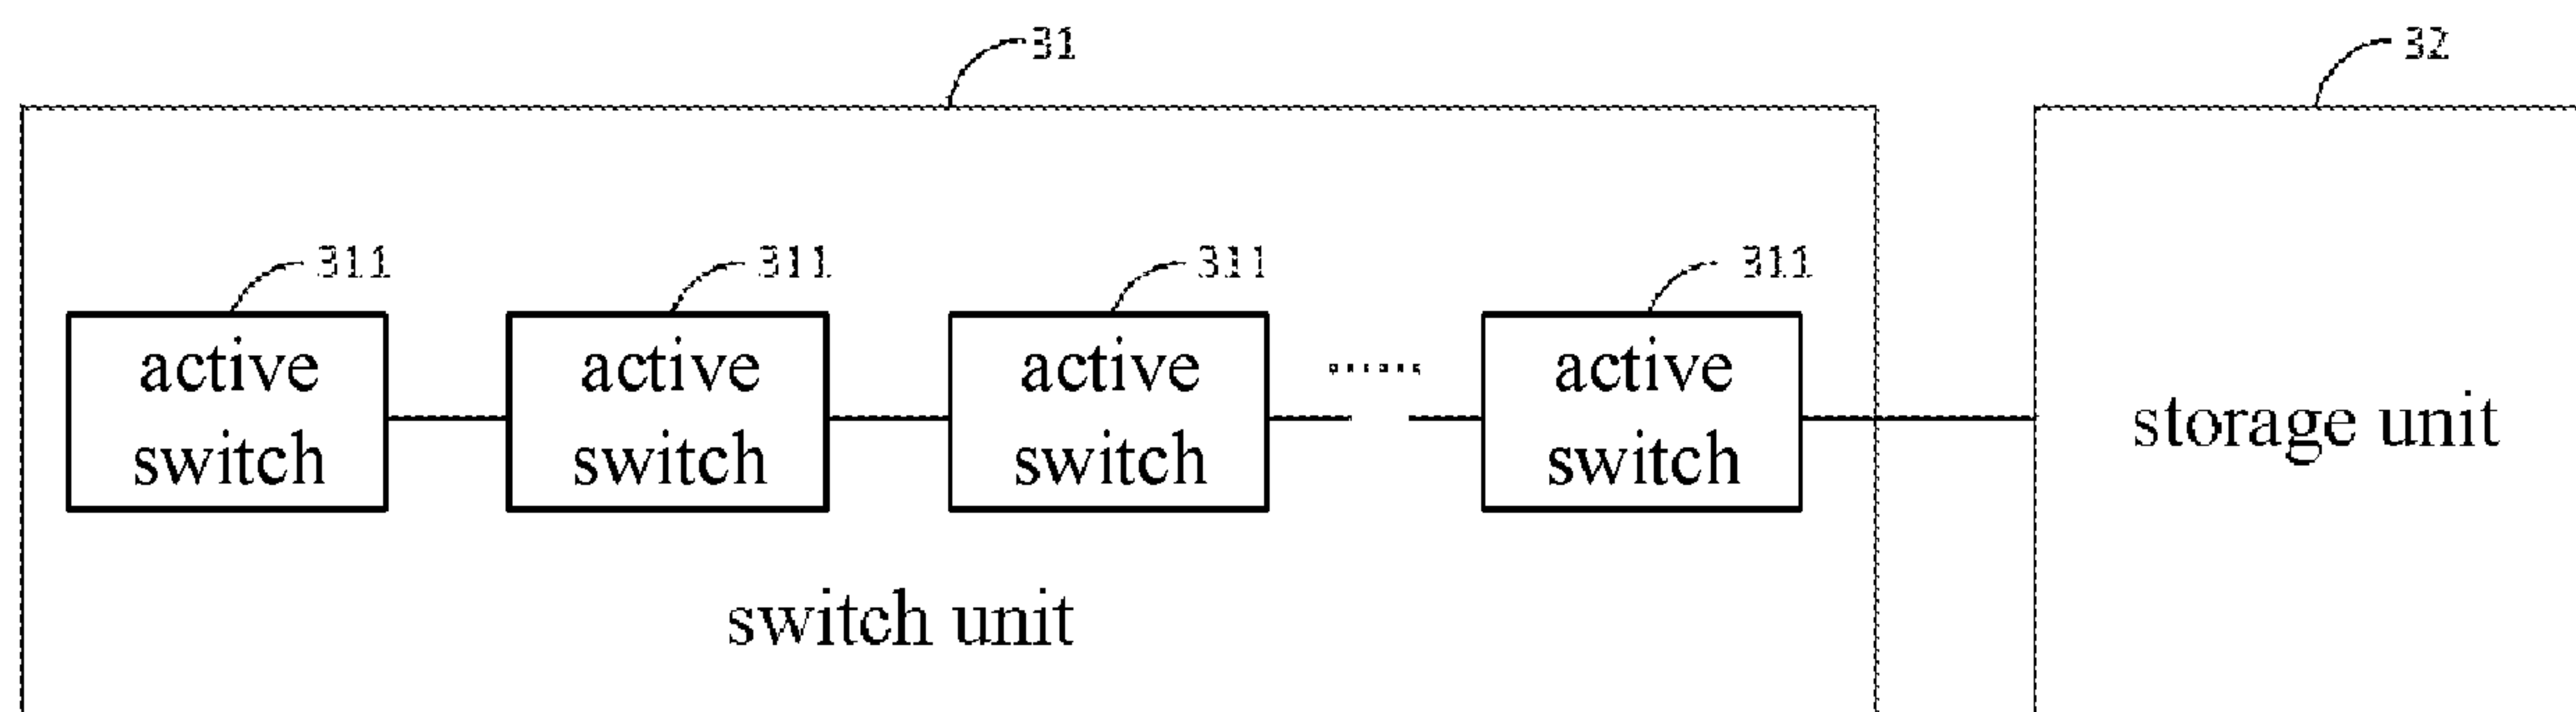 31
32
311
311
311
311
active
switch
active
switch
active
switch
......
active
switch
storage unit
switch unit